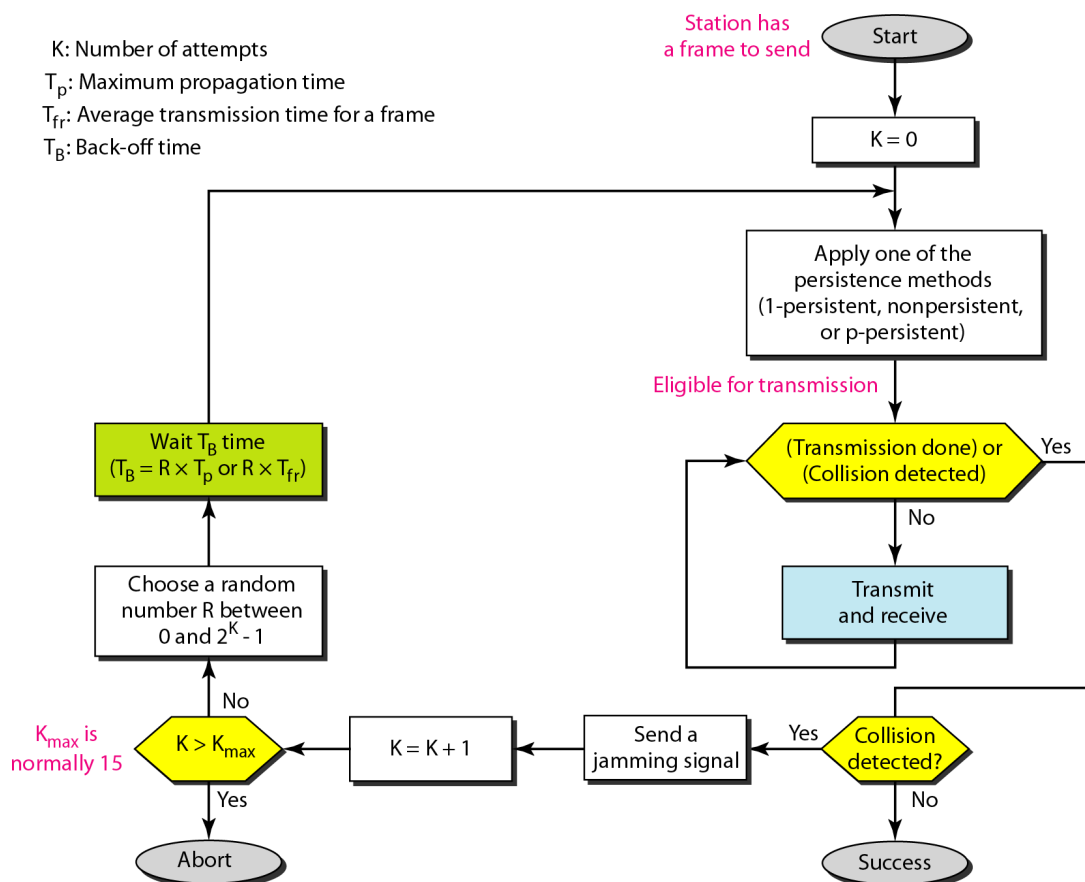 K: Number of attempts
Tp: Maximum propagation time
Tfr: Average transmission time for a frame
TB: Back-off time
Station has
a frame to send
Start
K = 0
Apply one of the
persistence methods
(1-persistent, nonpersistent,
or p-persistent)
Eligible for transmission
(Transmission done) or
(Collision detected)
Yes
No
Transmit
and receive
Wait TB time
(TB = R × Tp or R × Tfr)
Choose a random
number R between
0 and 2^K - 1
No
Kmax is
normally 15
K > Kmax
Yes
Abort
K = K + 1
Send a
jamming signal
Yes
Collision
detected?
No
Success